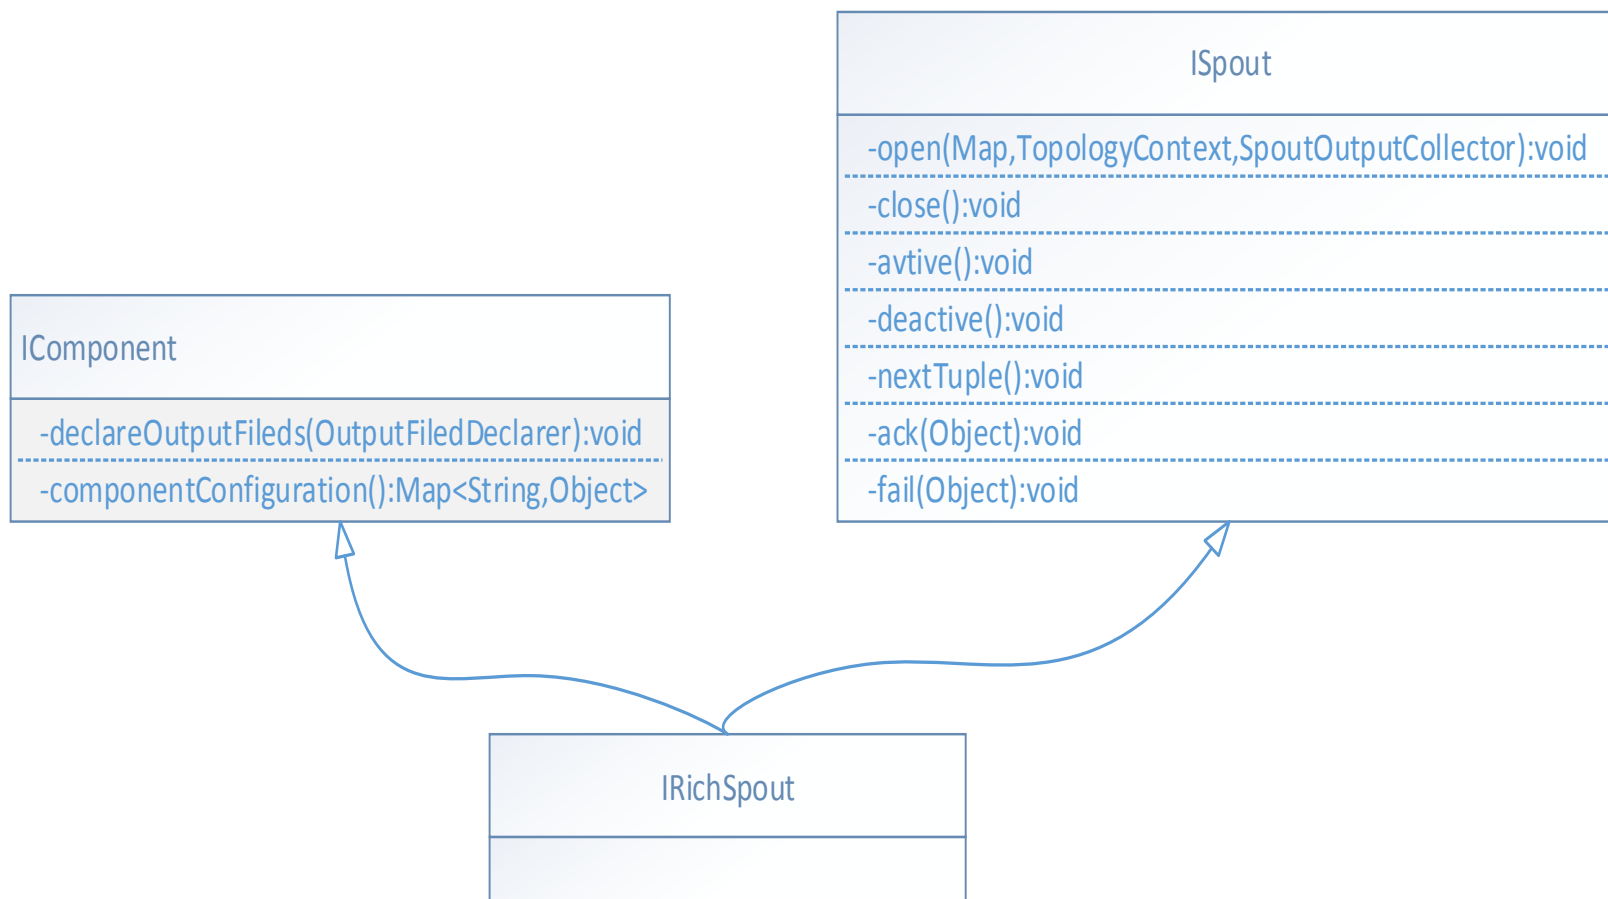 ISpout
-open(Map,TopologyContext,SpoutOutputCollector):void
-close():void
-avtive():void
-deactive():void
-nextTuple():void
-ack(Object):void
-fail(Object):void
IComponent
-declareOutputFileds(OutputFiledDeclarer):void
-componentConfiguration():Map<String,Object>
IRichSpout